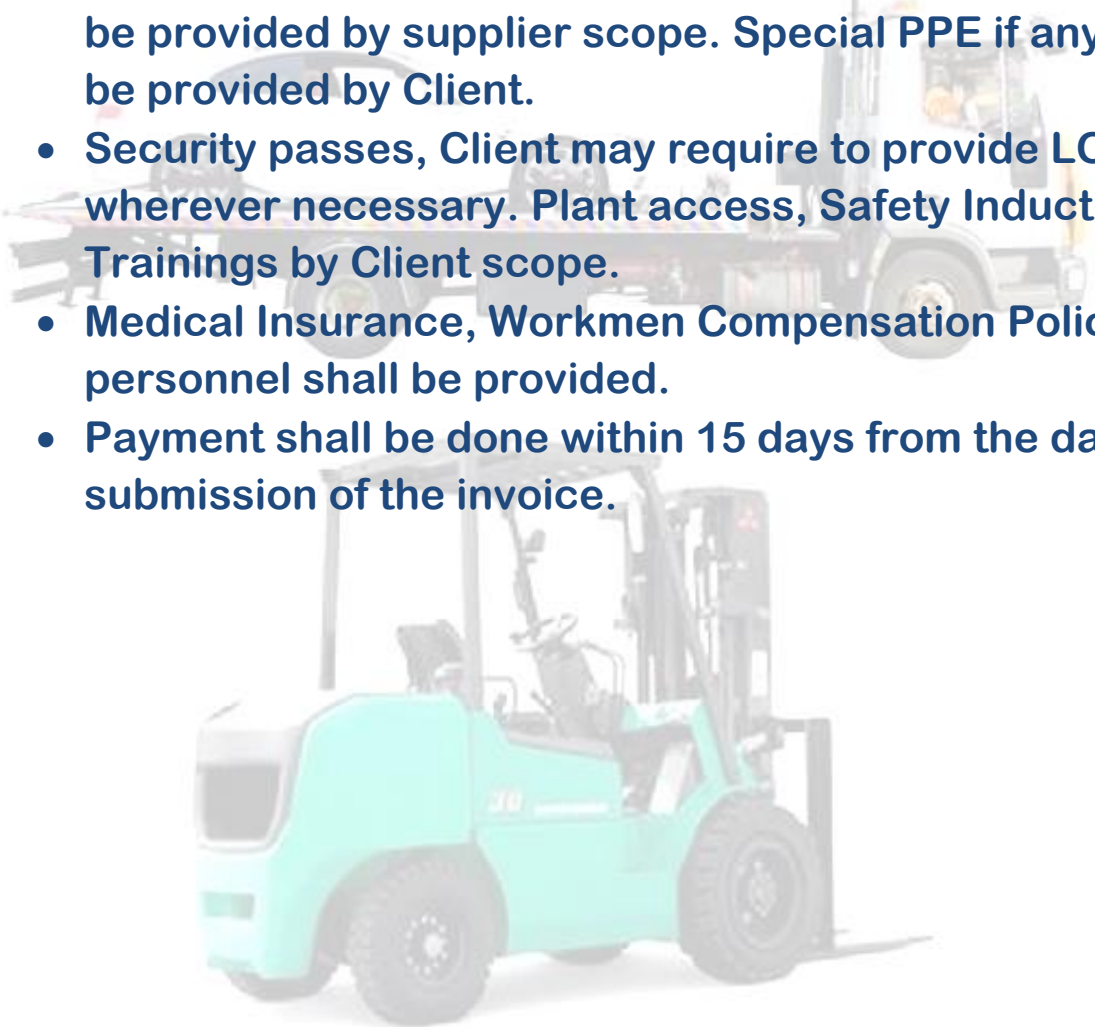 be provided by supplier scope. Special PPE if any
be provided by Client.
• Security passes, Client may require to provide
wherever necessary. Plant access, Safety
Trainings by Client scope.
• Medical Insurance, Workmen Compensation
personnel shall be provided.
• Payment shall be done within 15 days from the
submission of the invoice.
30